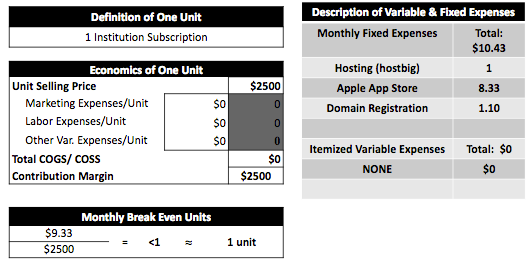 Definition of One Unit
1 Institution Subscription
Economics of One Unit
Unit Selling Price $2500
Marketing Expenses/Unit $0 0
Labor Expenses/Unit $0 0
Other Var. Expenses/Unit $0 0
Total COGS/ COSS $0
Contribution Margin $2500
Monthly Break Even Units
$9.33
$2500
= <1 ≈ 1 unit
Description of Variable & Fixed Expenses
Monthly Fixed Expenses Total:
$10.43
Hosting (hostbig) 1
Apple App Store 8.33
Domain Registration 1.10
Itemized Variable Expenses Total: $0
NONE $0